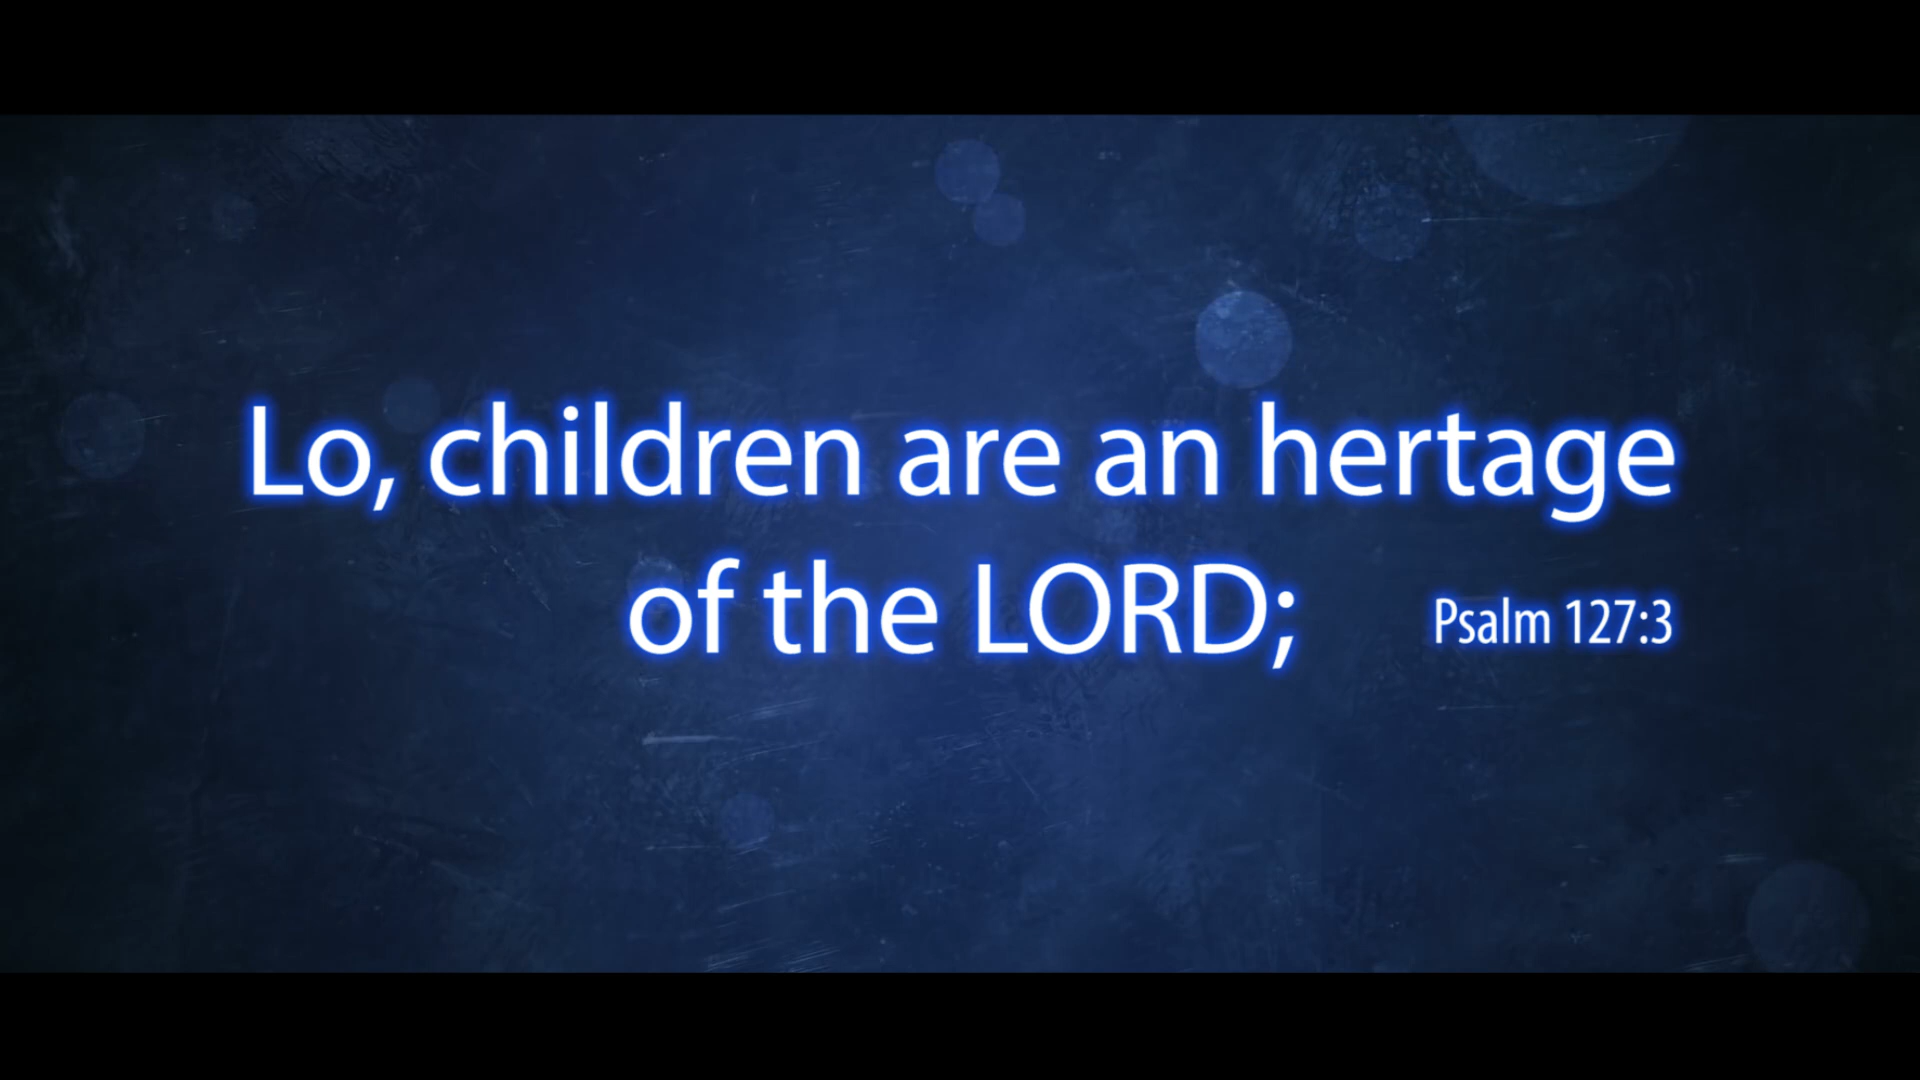 Lo, children are an hertage
of the LORD;
Psalm 127:3